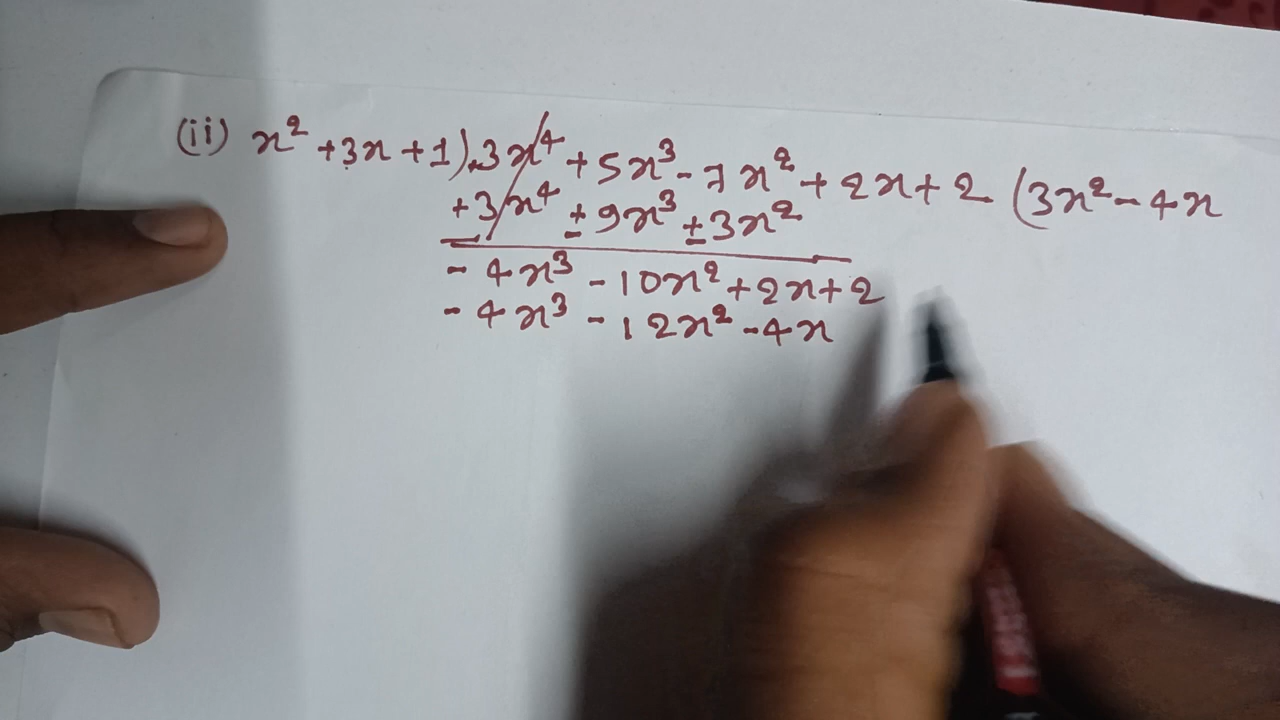 (ii) x² + 3x + 1 ) 3x⁴ + 5x³ - 7x² + 2x + 2 ( 3x² - 4x
+3x⁴ ± 9x³ ± 3x²
- 4x³ - 10x² + 2x + 2
- 4x³ - 12x² - 4x